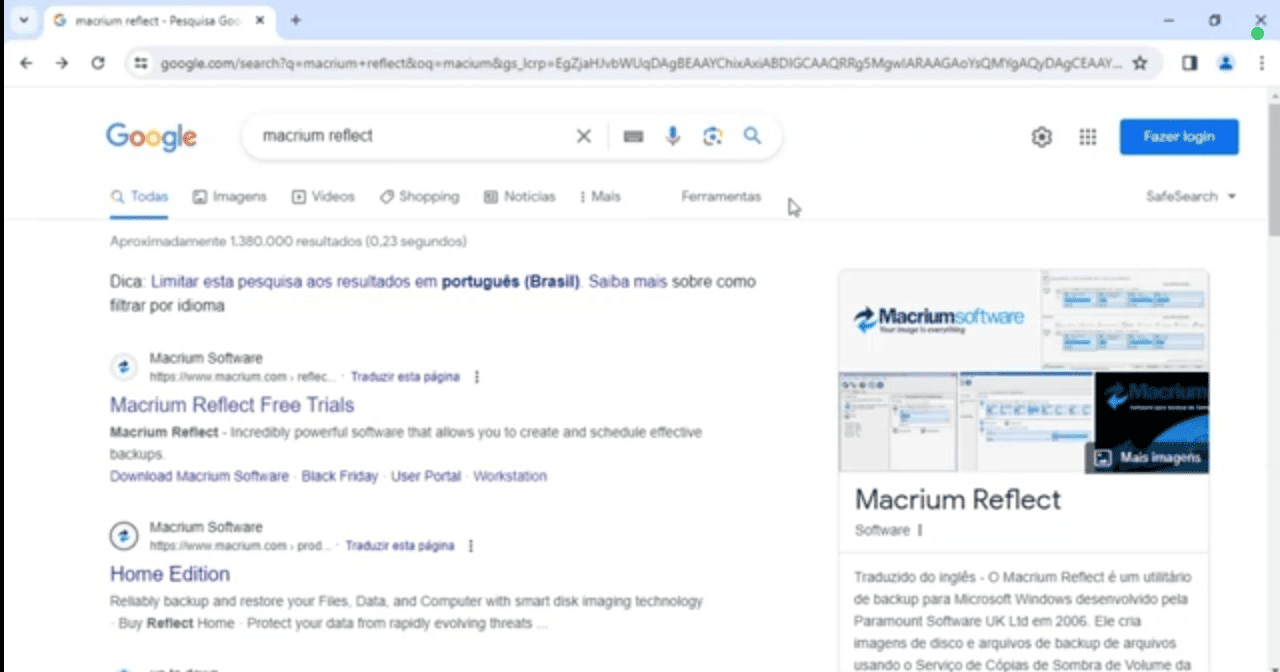 macrium reflect - Pesquisa Goo
google.com/search?q=macrium+reflect&oq=macium&gs_lcrp=
Google
macrium reflect
Fazer login
Todas
Imagens
Vídeos
Shopping
Notícias
Mais
Ferramentas
SafeSearch
Aproximadamente 1.380.000 resultados (0,23 segundos)
Dica: Limitar esta pesquisa aos resultados em português (Brasil). Saiba mais sobre como
filtrar por idioma
Macrium Software
https://www.macrium.com › reflec... · Traduzir esta página
Macrium Reflect Free Trials
Macrium Reflect - Incredibly powerful software that allows you to create and schedule effective
backups.
Download Macrium Software · Black Friday · User Portal · Workstation
Macrium Software
https://www.macrium.com › prod... · Traduzir esta página
Home Edition
Reliably backup and restore your Files, Data, and Computer with smart disk imaging technology
· Buy Reflect Home · Protect your data from rapidly evolving threats ...
Macriumsoftware
Your image is everything
Macrium
Mais imagens
Macrium Reflect
Software
Traduzido do inglês - O Macrium Reflect é um utilitário
de backup para Microsoft Windows desenvolvido pela
Paramount Software UK Ltd em 2006. Ele cria
imagens de disco e arquivos de backup de arquivos
usando o Serviço de Cópias de Sombra de Volume da